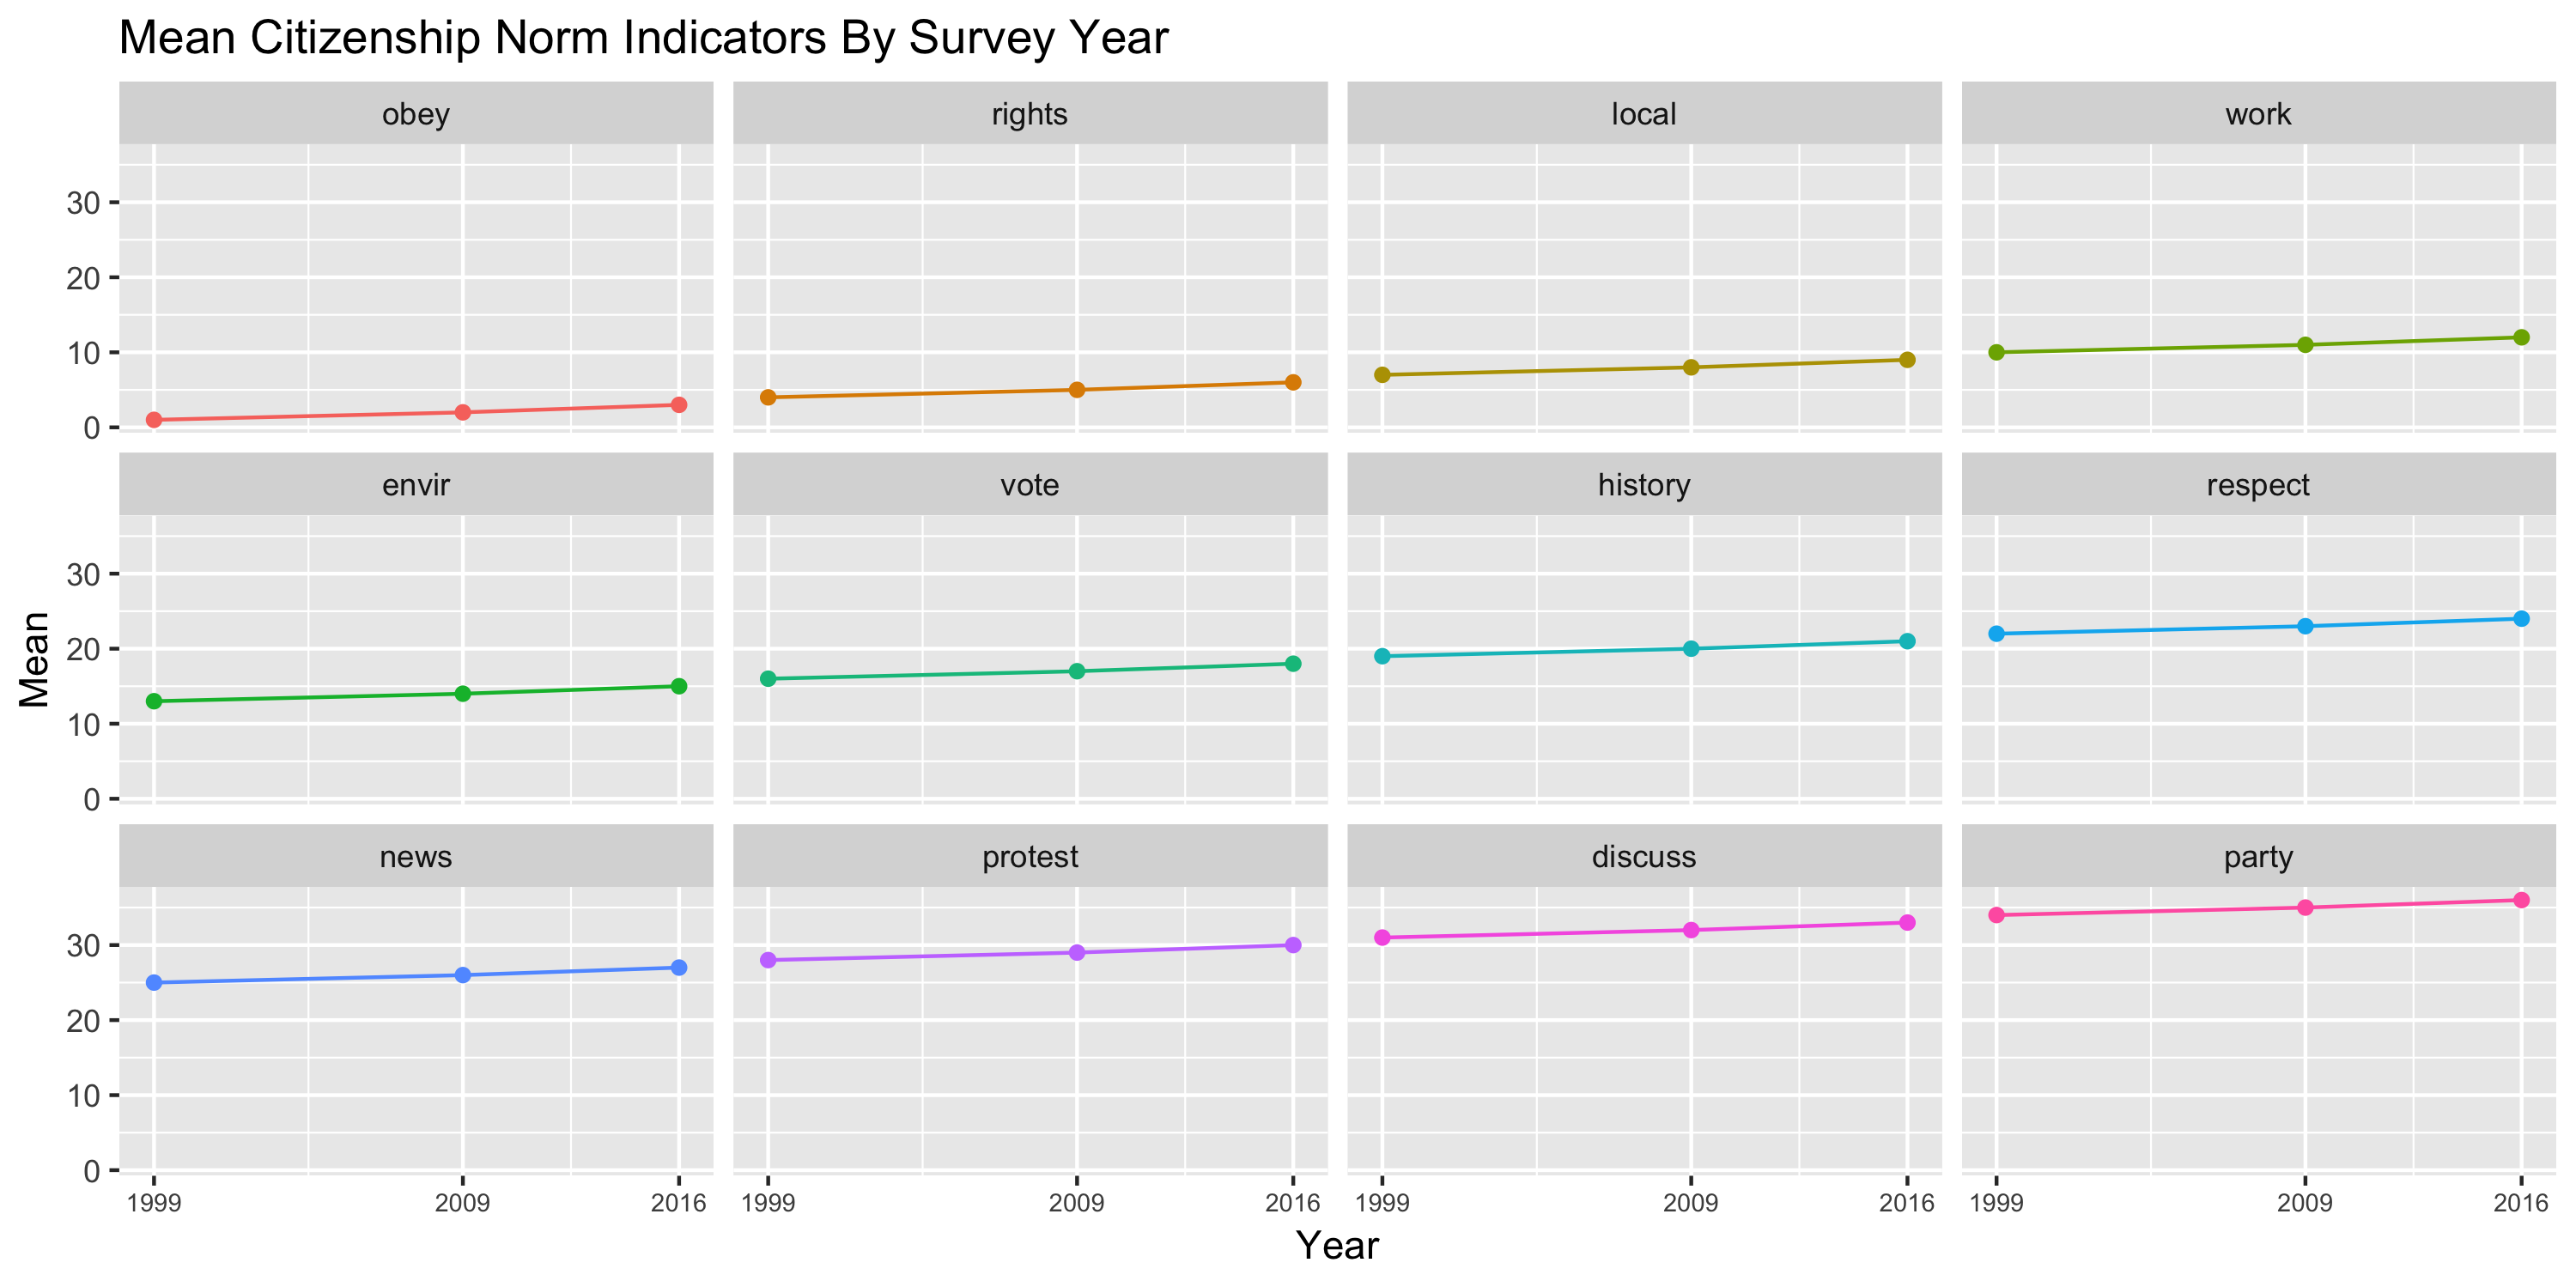 Mean Citizenship Norm Indicators By Survey Year
obey rights local work
30
20
10
0
envir vote history respect
30
20
10
0
Mean
news protest discuss party
30
20
10
0
1999 2009 2016 1999 2009 2016 1999 2009 2016 1999 2009 2016
Year